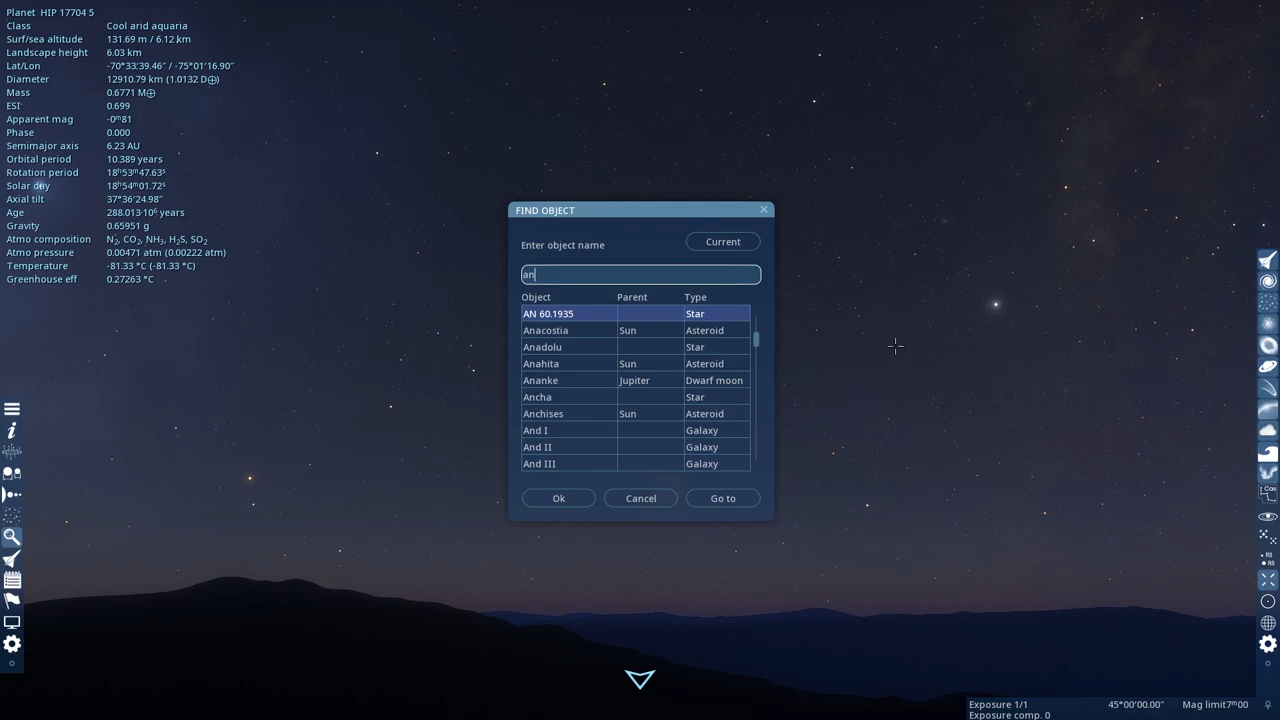 Planet HIP 17704 5
Class Cool arid aquaria
Surf/sea altitude 131.69 m / 6.12 km
Landscape height 6.03 km
Lat/Lon -70°33′39.46″ / -75°01′16.90″
Diameter 12910.79 km (1.0132 D⊕)
Mass 0.6771 M⊕
ESI 0.699
Apparent mag -0ᵐ81
Phase 0.000
Semimajor axis 6.23 AU
Orbital period 10.389 years
Rotation period 18ʰ53ᵐ47.63ˢ
Solar day 18ʰ54ᵐ01.72ˢ
Axial tilt 37°36′24.98″
Age 288.013·10⁶ years
Gravity 0.65951 g
Atmo composition N₂, CO₂, NH₃, H₂S, SO₂
Atmo pressure 0.00471 atm (0.00222 atm)
Temperature -81.33 °C (-81.33 °C)
Greenhouse eff 0.27263 °C
FIND OBJECT
Enter object name Current
an
Object Parent Type
AN 60.1935 Star
Anacostia Sun Asteroid
Anadolu Star
Anahita Sun Asteroid
Ananke Jupiter Dwarf moon
Ancha Star
Anchises Sun Asteroid
And I Galaxy
And II Galaxy
And III Galaxy
Ok Cancel Go to
Cas
RS
RS
Exposure 1/1 45°00′00.00″ Mag limit7ᵐ00
Exposure comp. 0